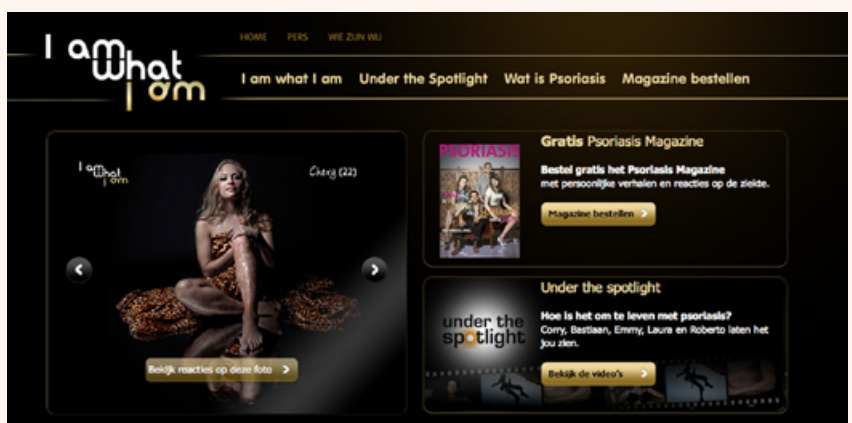 I am
What
I am
HOME PERS WIE ZIJN WIJ
I am what I am Under the Spotlight Wat is Psoriasis Magazine bestellen
I am
What
I am
Bekijk reacties op deze foto
PSORIASIS
Gratis Psoriasis Magazine
Bestel gratis het Psoriasis Magazine
met persoonlijke verhalen en reacties op de ziekte.
Magazine bestellen
under the
spotlight
Under the spotlight
Hoe is het om te leven met psoriasis?
Corry, Bastiaan, Emmy, Laura en Roberto laten het
jou zien.
Bekijk de video's